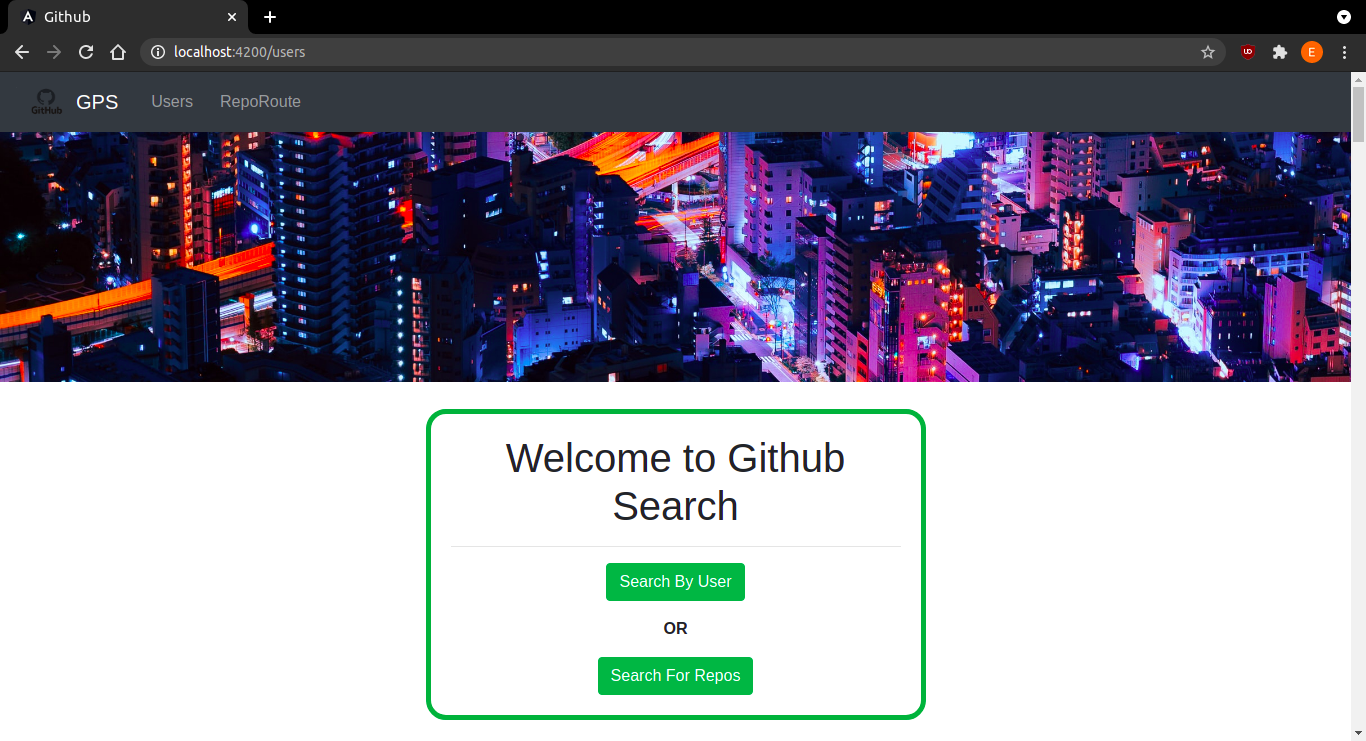 Github
localhost:4200/users
E
GitHub
GPS
Users
RepoRoute
Welcome to Github
Search
Search By User
OR
Search For Repos